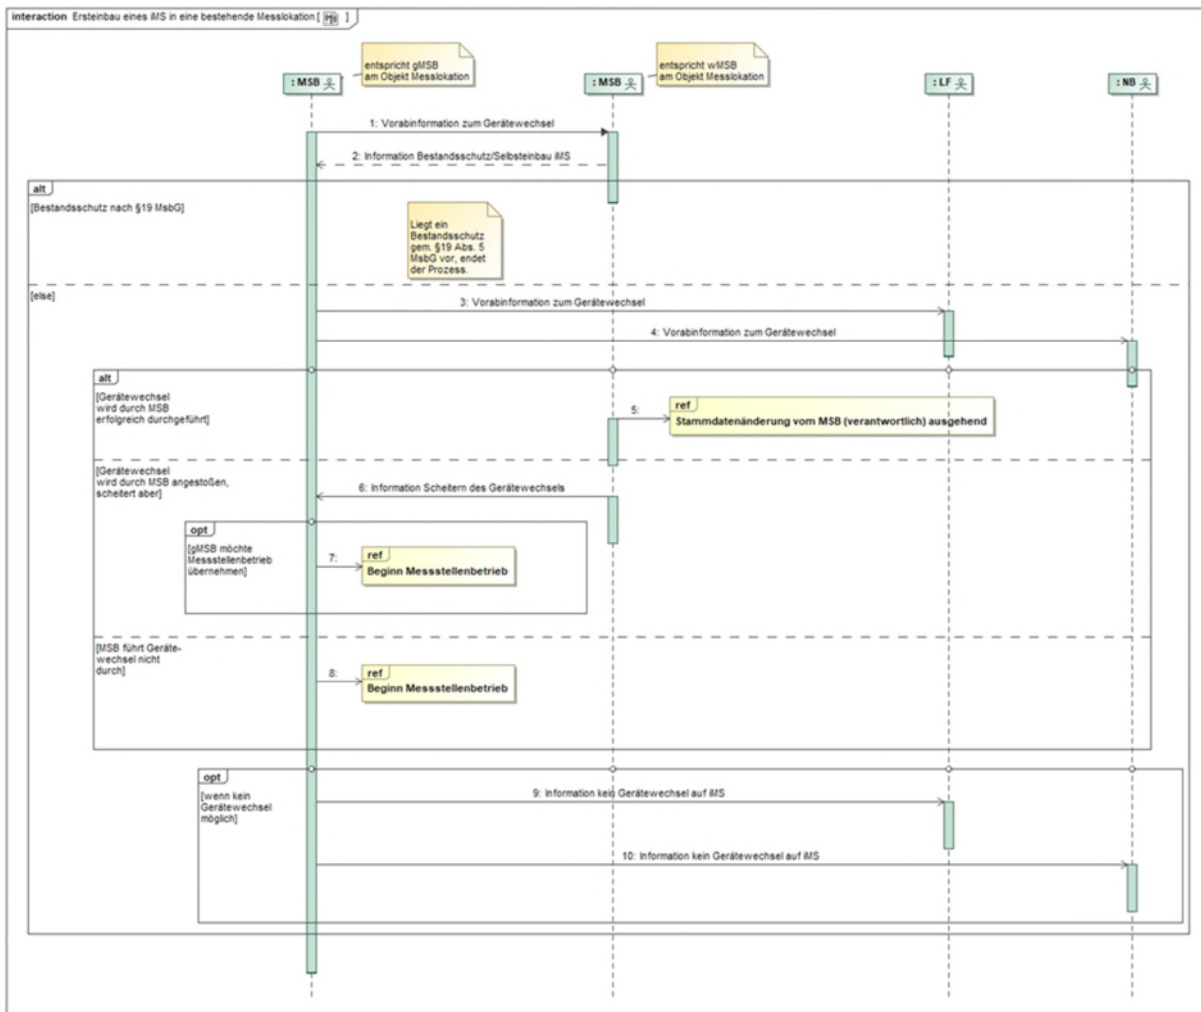 interaction Ersteinbau eines iMS in eine bestehende Messlokation [ ]
entspricht gMSB
am Objekt Messlokation
entspricht wMSB
am Objekt Messlokation
: MSB
: MSB
: LF
: NB
1: Vorabinformation zum Gerätewechsel
2: Information Bestandsschutz/Selbsteinbau iMS
alt
[Bestandsschutz nach §19 MsbG]
Liegt ein
Bestandsschutz
gem. §19 Abs. 5
MsbG vor, endet
der Prozess.
[else]
3: Vorabinformation zum Gerätewechsel
4: Vorabinformation zum Gerätewechsel
alt
[Gerätewechsel
wird durch MSB
erfolgreich durchgeführt]
5:
ref
Stammdatenänderung vom MSB (verantwortlich) ausgehend
[Gerätewechsel
wird durch MSB angestoßen,
scheitert aber]
6: Information Scheitern des Gerätewechsels
opt
[gMSB möchte
Messstellenbetrieb
übernehmen]
7:
ref
Beginn Messstellenbetrieb
[MSB führt Geräte-
wechsel nicht
durch]
8:
ref
Beginn Messstellenbetrieb
opt
[wenn kein
Gerätewechsel
möglich]
9: Information kein Gerätewechsel auf iMS
10: Information kein Gerätewechsel auf iMS